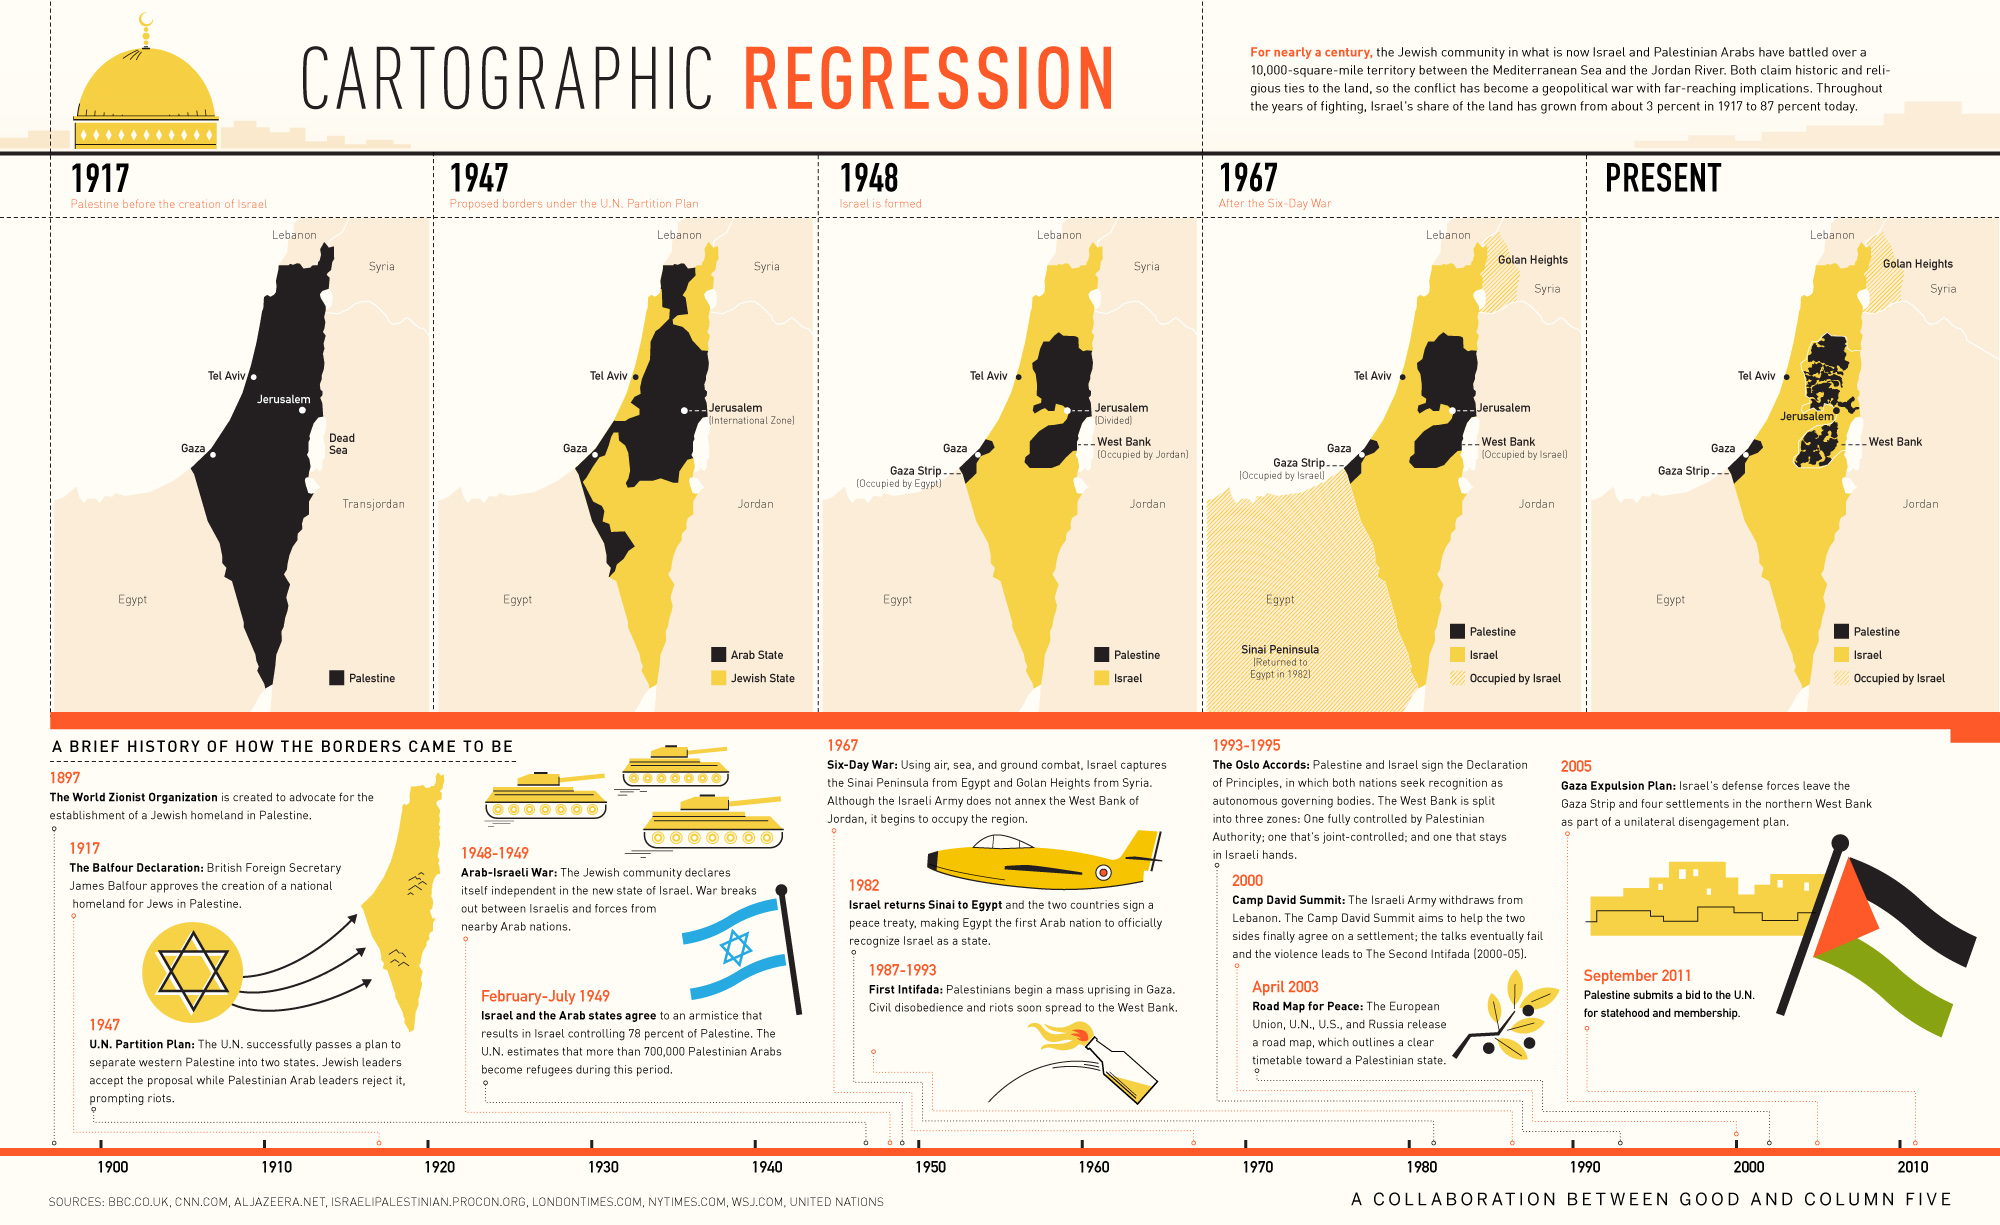 CARTOGRAPHIC REGRESSION
For nearly a century, the Jewish community in what is now Israel and Palestinian Arabs have battled over a
10,000-square-mile territory between the Mediterranean Sea and the Jordan River. Both claim historic and reli-
gious ties to the land, so the conflict has become a geopolitical war with far-reaching implications. Throughout
the years of fighting, Israel's share of the land has grown from about 3 percent in 1917 to 87 percent today.
1917
Palestine before the creation of Israel
Lebanon
Syria
Tel Aviv
Jerusalem
Gaza
Dead
Sea
Transjordan
Egypt
Palestine
1947
Proposed borders under the U.N. Partition Plan
Lebanon
Syria
Tel Aviv
Jerusalem
(International Zone)
Gaza
Jordan
Egypt
Arab State
Jewish State
1948
Israel is formed
Lebanon
Syria
Tel Aviv
Jerusalem
(Divided)
West Bank
(Occupied by Jordan)
Gaza
Gaza Strip
(Occupied by Egypt)
Jordan
Egypt
Palestine
Israel
1967
After the Six-Day War
Lebanon
Golan Heights
Syria
Tel Aviv
Jerusalem
West Bank
(Occupied by Israel)
Gaza
Gaza Strip
(Occupied by Israel)
Jordan
Egypt
Sinai Peninsula
(Returned to
Egypt in 1982)
Palestine
Israel
Occupied by Israel
PRESENT
Lebanon
Golan Heights
Syria
Tel Aviv
Jerusalem
West Bank
Gaza
Gaza Strip
Jordan
Egypt
Palestine
Israel
Occupied by Israel
A BRIEF HISTORY OF HOW THE BORDERS CAME TO BE
1897
The World Zionist Organization is created to advocate for the
establishment of a Jewish homeland in Palestine.
1917
The Balfour Declaration: British Foreign Secretary
James Balfour approves the creation of a national
homeland for Jews in Palestine.
1947
U.N. Partition Plan: The U.N. successfully passes a plan to
separate western Palestine into two states. Jewish leaders
accept the proposal while Palestinian Arab leaders reject it,
prompting riots.
1948-1949
Arab-Israeli War: The Jewish community declares
itself independent in the new state of Israel. War breaks
out between Israelis and forces from
nearby Arab nations.
February-July 1949
Israel and the Arab states agree to an armistice that
results in Israel controlling 78 percent of Palestine. The
U.N. estimates that more than 700,000 Palestinian Arabs
become refugees during this period.
1967
Six-Day War: Using air, sea, and ground combat, Israel captures
the Sinai Peninsula from Egypt and Golan Heights from Syria.
Although the Israeli Army does not annex the West Bank of
Jordan, it begins to occupy the region.
1982
Israel returns Sinai to Egypt and the two countries sign a
peace treaty, making Egypt the first Arab nation to officially
recognize Israel as a state.
1987-1993
First Intifada: Palestinians begin a mass uprising in Gaza.
Civil disobedience and riots soon spread to the West Bank.
1993-1995
The Oslo Accords: Palestine and Israel sign the Declaration
of Principles, in which both nations seek recognition as
autonomous governing bodies. The West Bank is split
into three zones: One fully controlled by Palestinian
Authority; one that's joint-controlled; and one that stays
in Israeli hands.
2000
Camp David Summit: The Israeli Army withdraws from
Lebanon. The Camp David Summit aims to help the two
sides finally agree on a settlement; the talks eventually fail
and the violence leads to The Second Intifada (2000-05).
April 2003
Road Map for Peace: The European
Union, U.N., U.S., and Russia release
a road map, which outlines a clear
timetable toward a Palestinian state.
2005
Gaza Expulsion Plan: Israel's defense forces leave the
Gaza Strip and four settlements in the northern West Bank
as part of a unilateral disengagement plan.
September 2011
Palestine submits a bid to the U.N.
for statehood and membership.
1900 1910 1920 1930 1940 1950 1960 1970 1980 1990 2000 2010
SOURCES: BBC.CO.UK, CNN.COM, ALJAZEERA.NET, ISRAELIPALESTINIAN.PROCON.ORG, LONDONTIMES.COM, NYTIMES.COM, WSJ.COM, UNITED NATIONS
A COLLABORATION BETWEEN GOOD AND COLUMN FIVE